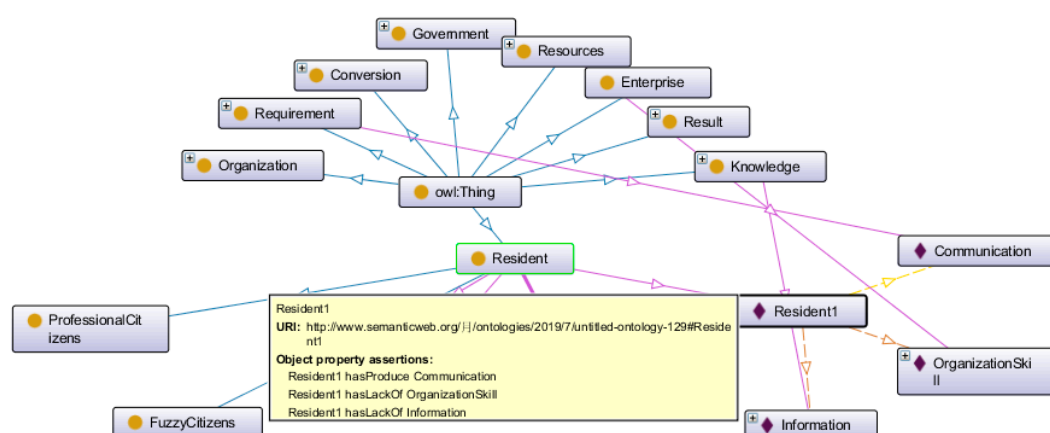 Government
Resources
Conversion
Enterprise
Requirement
Result
Organization
Knowledge
owl:Thing
Communication
Resident
Resident1
ProfessionalCit
izens
OrganizationSki
ll
FuzzyCitizens
Information
Resident1
URI: http://www.semanticweb.org/月/ontologies/2019/7/untitled-ontology-129#Reside
nt1
Object property assertions:
Resident1 hasProduce Communication
Resident1 hasLackOf OrganizationSkill
Resident1 hasLackOf Information